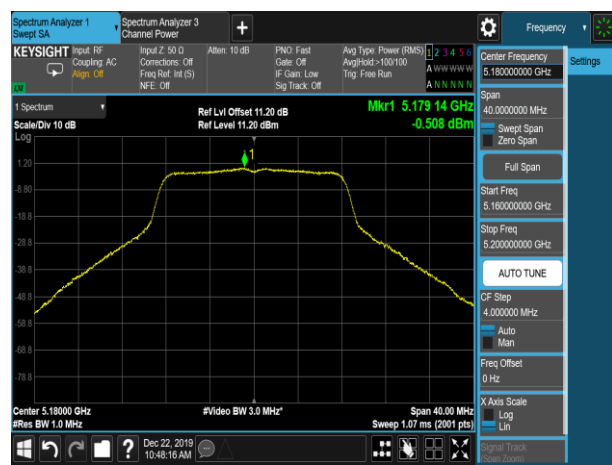 Spectrum Analyzer 1
Swept SA
Spectrum Analyzer 3
Channel Power
+
Frequency
KEYSIGHT
Input: RF
Coupling: AC
Align: Off
Input Z: 50 Ω
Corrections: Off
Freq Ref: Int (S)
NFE: Off
Atten: 10 dB
PNO: Fast
Gate: Off
IF Gain: Low
Sig Track: Off
Avg Type: Power (RMS)
Avg|Hold:>100/100
Trig: Free Run
1 2 3 4 5 6
A W W W W W
A N N N N N
1 Spectrum
Scale/Div 10 dB
Log
Ref Lvl Offset 11.20 dB
Ref Level 11.20 dBm
Mkr1 5.179 14 GHz
-0.508 dBm
1
1.20
-8.80
-18.8
-28.8
-38.8
-48.8
-58.8
-68.8
-78.8
Center 5.18000 GHz
#Res BW 1.0 MHz
#Video BW 3.0 MHz*
Span 40.00 MHz
Sweep 1.07 ms (2001 pts)
Center Frequency
5.180000000 GHz
Settings
Span
40.0000000 MHz
Swept Span
Zero Span
Full Span
Start Freq
5.160000000 GHz
Stop Freq
5.200000000 GHz
AUTO TUNE
CF Step
4.000000 MHz
Auto
Man
Freq Offset
0 Hz
X Axis Scale
Log
Lin
Signal Track
(Span Zoom)
?
Dec 22, 2019
10:48:16 AM